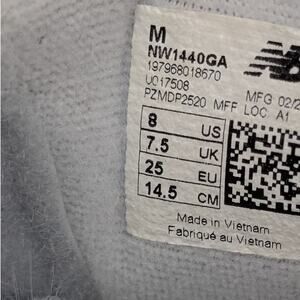 M
NW1440GA
197968018670
U017508
PZMDP2520 MFF LOC. A1
MFG 02/2
8 US
7.5 UK
25 EU
14.5 CM
Made in Vietnam
Fabriqué au Vietnam